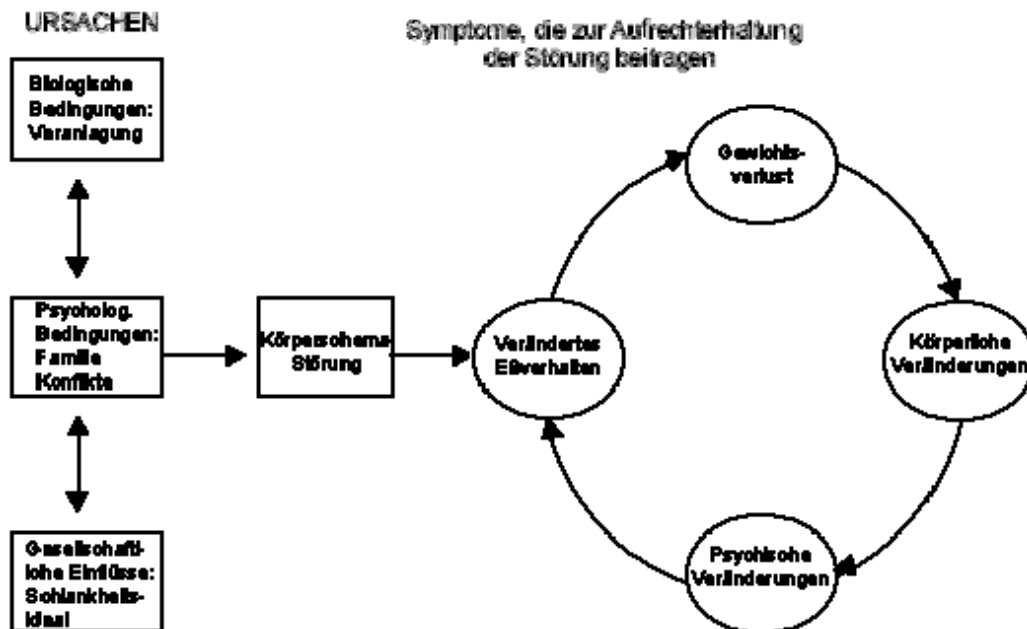 URSACHEN
Symptome, die zur Aufrechterhaltung
der Störung beitragen
Biologische
Bedingungen:
Veranlagung
Gewichts-
verlust
Psycholog.
Bedingungen:
Familie
Konflikte
Körperschema-
Störung
Verändertes
Eßverhalten
Körperliche
Veränderungen
Psychische
Veränderungen
Gesellschaft-
liche Einflüsse:
Schlankheits-
ideal